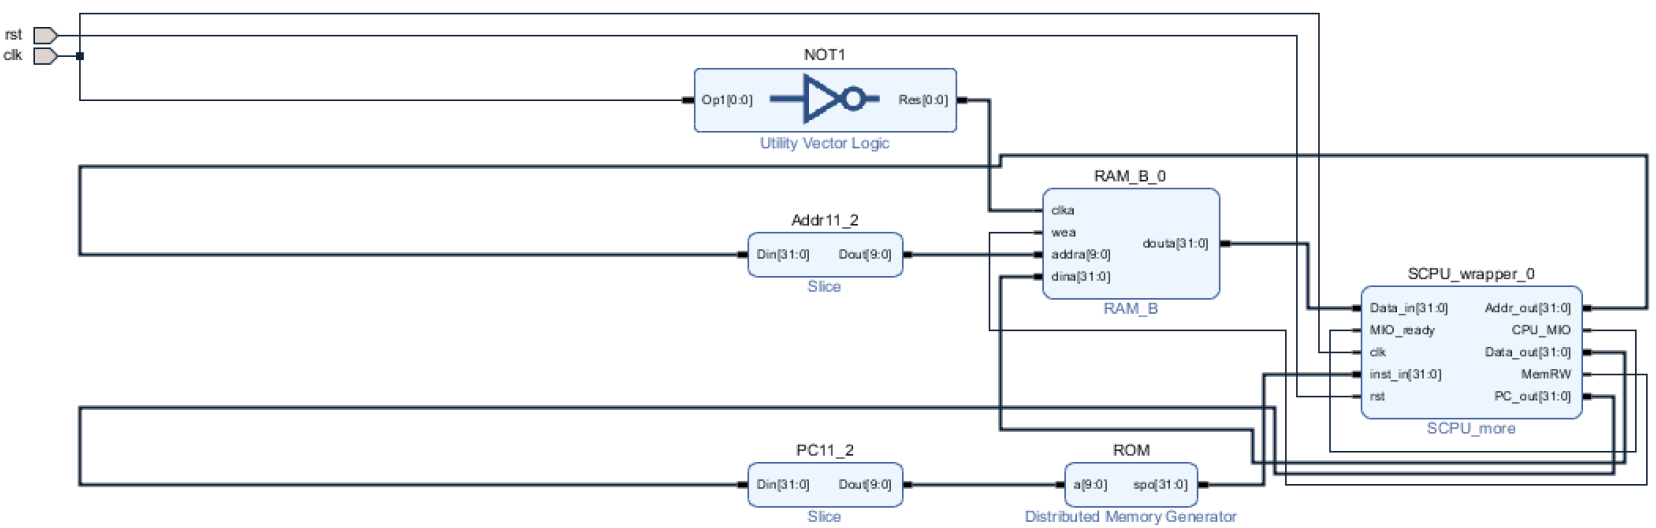 rst
clk
NOT1
Op1[0:0] Res[0:0]
Utility Vector Logic
RAM_B_0
clka
wea
addra[9:0]
dina[31:0]
douta[31:0]
RAM_B
Addr11_2
Din[31:0] Dout[9:0]
Slice
SCPU_wrapper_0
Data_in[31:0] Addr_out[31:0]
MIO_ready CPU_MIO
clk Data_out[31:0]
inst_in[31:0] MemRW
rst PC_out[31:0]
SCPU_more
PC11_2
Din[31:0] Dout[9:0]
Slice
ROM
a[9:0] spo[31:0]
Distributed Memory Generator